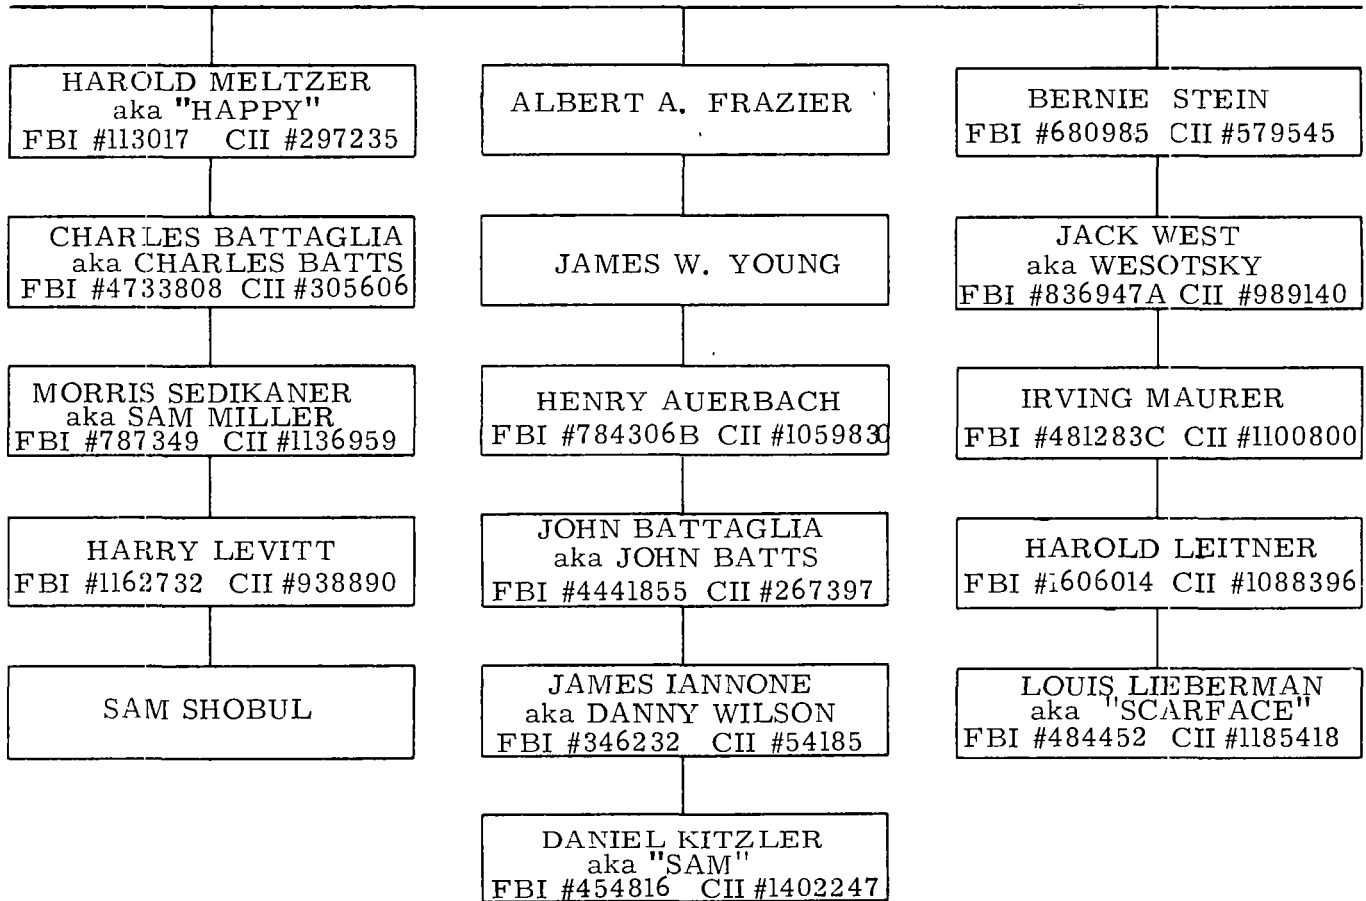 HAROLD MELTZER
aka "HAPPY"
FBI #113017 CII #297235
CHARLES BATTAGLIA
aka CHARLES BATTS
FBI #4733808 CII #305606
MORRIS SEDIKANER
aka SAM MILLER
FBI #787349 CII #1136959
HARRY LEVITT
FBI #1162732 CII #938890
SAM SHOBUL
ALBERT A. FRAZIER
JAMES W. YOUNG
HENRY AUERBACH
FBI #784306B CII #1059830
JOHN BATTAGLIA
aka JOHN BATTS
FBI #4441855 CII #267397
JAMES IANNONE
aka DANNY WILSON
FBI #346232 CII #54185
DANIEL KITZLER
aka "SAM"
FBI #454816 CII #1402247
BERNIE STEIN
FBI #680985 CII #579545
JACK WEST
aka WESOTSKY
FBI #836947A CII #989140
IRVING MAURER
FBI #481283C CII #1100800
HAROLD LEITNER
FBI #1606014 CII #1088396
LOUIS LIEBERMAN
aka "SCARFACE"
FBI #484452 CII #1185418